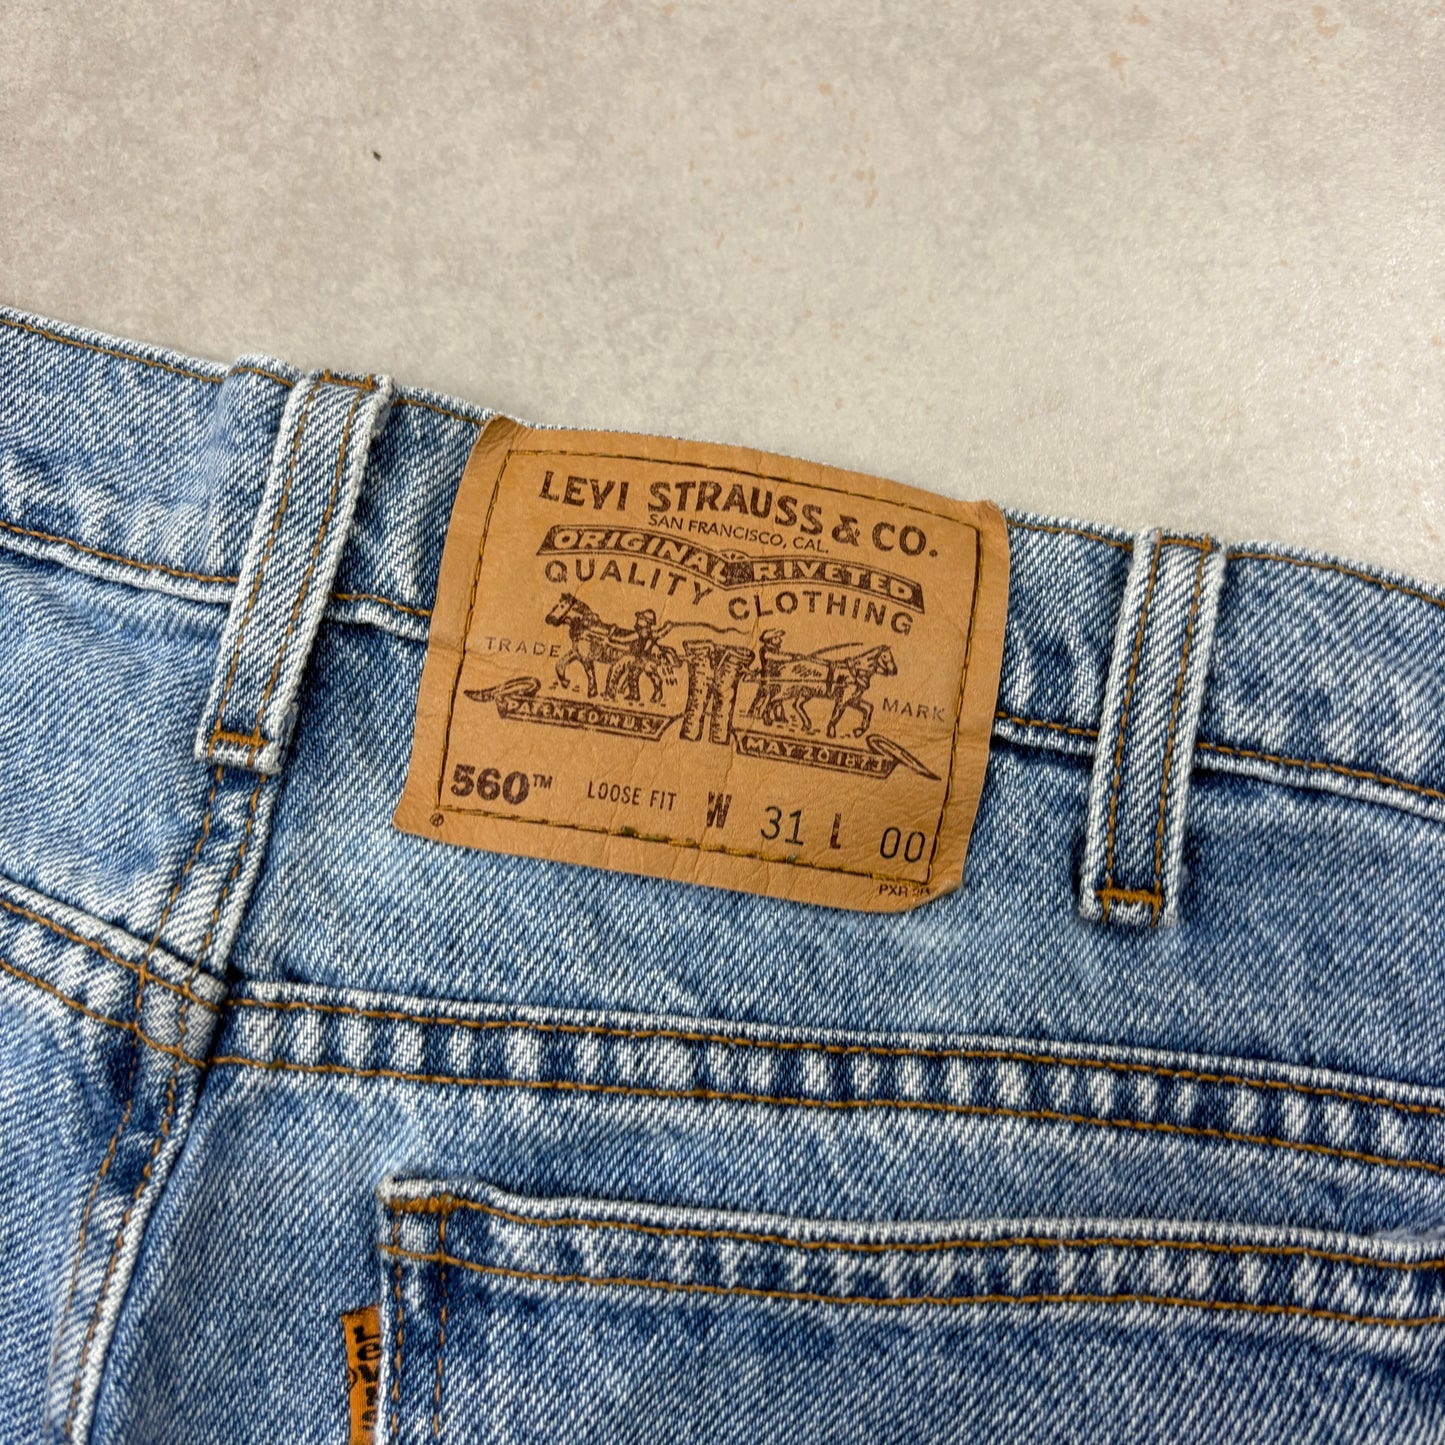 LEVI STRAUSS & CO.
SAN FRANCISCO, CAL.
ORIGINAL RIVETED
QUALITY CLOTHING
TRADE MARK
PATENTED IN U.S. MAY 20 1873
560™ LOOSE FIT W 31 L 00
®
Levi's